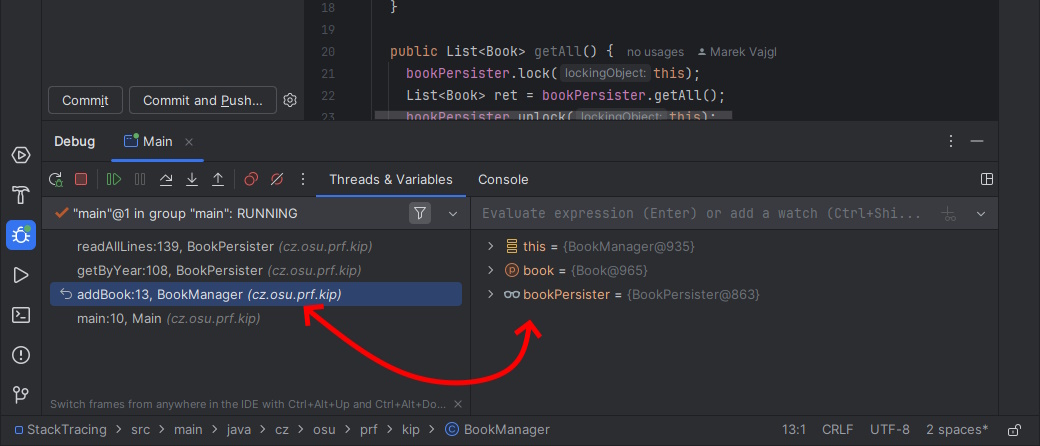 18 }
19
20 public List<Book> getAll() { no usages Marek Vajgl
21 bookPersister.lock( lockingObject: this);
22 List<Book> ret = bookPersister.getAll();
23 bookPersister.unlock( lockingObject: this);
Commit Commit and Push...
Debug Main
Threads & Variables Console
"main"@1 in group "main": RUNNING
Evaluate expression (Enter) or add a watch (Ctrl+Shi...
readAllLines:139, BookPersister (cz.osu.prf.kip)
getByYear:108, BookPersister (cz.osu.prf.kip)
addBook:13, BookManager (cz.osu.prf.kip)
main:10, Main (cz.osu.prf.kip)
this = {BookManager@935}
book = {Book@965}
bookPersister = {BookPersister@863}
Switch frames from anywhere in the IDE with Ctrl+Alt+Up and Ctrl+Alt+Do...
StackTracing > src > main > java > cz > osu > prf > kip > BookManager
13:1 CRLF UTF-8 2 spaces*